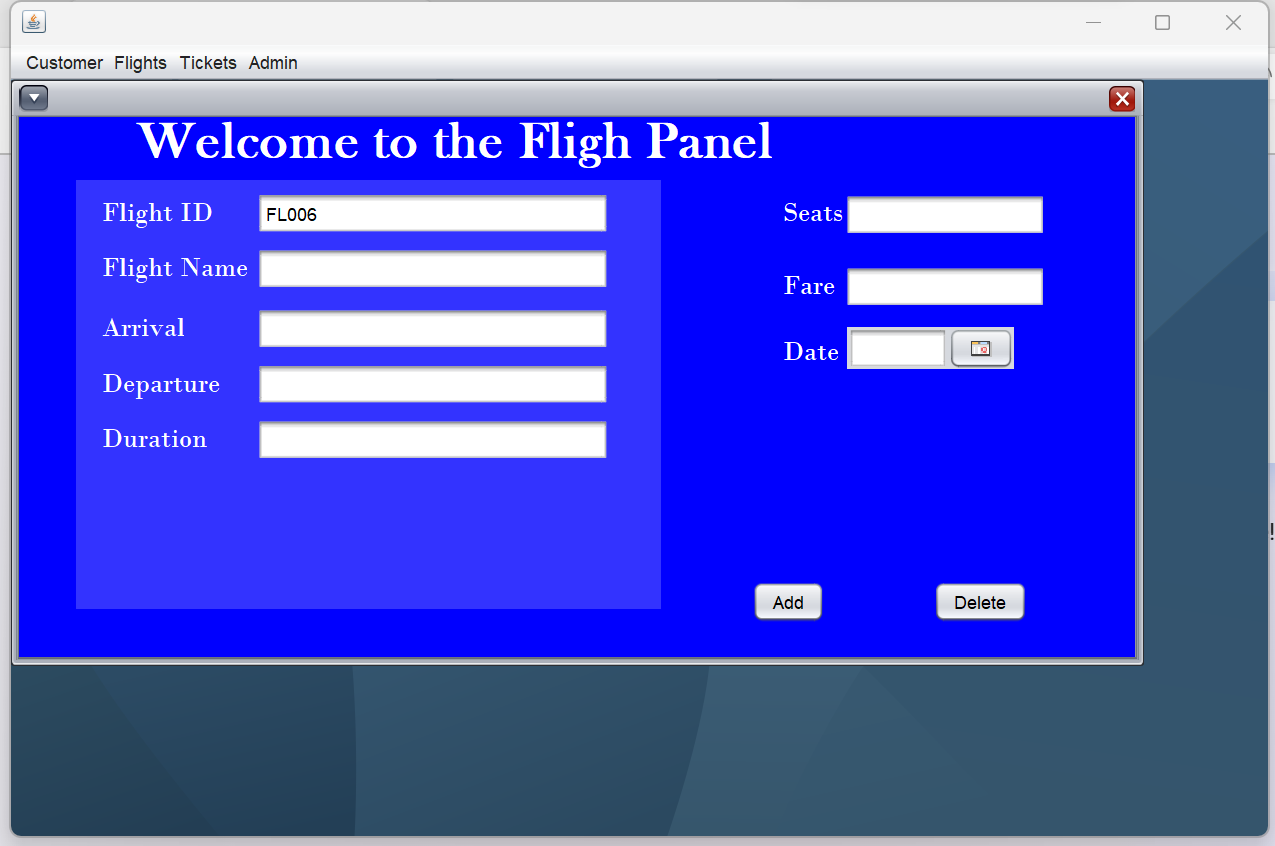 Customer Flights Tickets Admin
Welcome to the Fligh Panel
Flight ID FL006
Flight Name
Arrival
Departure
Duration
Seats
Fare
Date
Add Delete
!